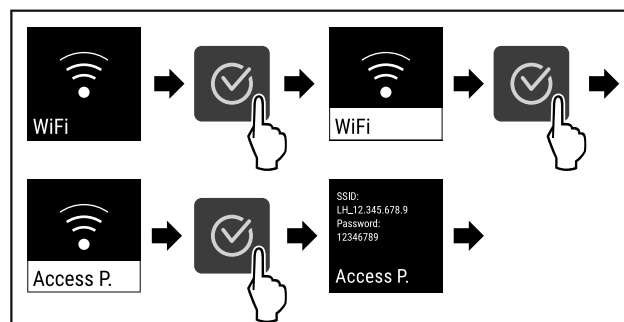 WiFi
WiFi
Access P.
SSID:
LH_12.345.678.9
Password:
12346789
Access P.